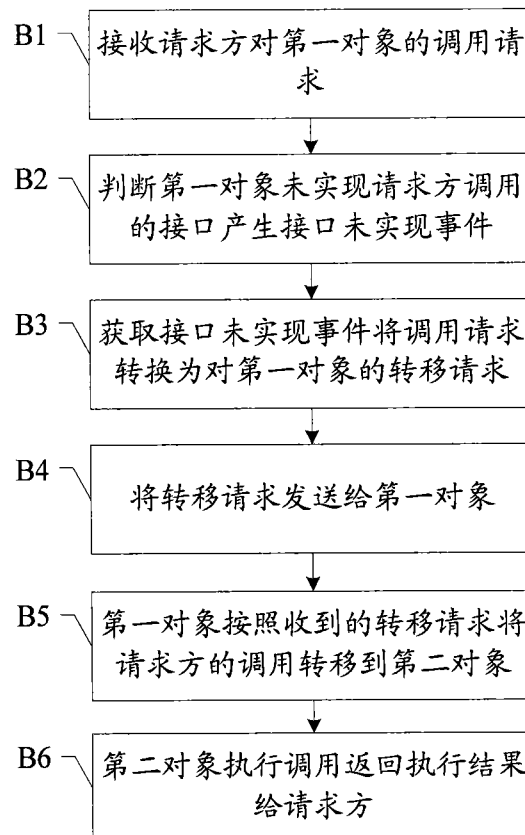 B1
接收请求方对第一对象的调用请
求
B2
判断第一对象未实现请求方调用
的接口产生接口未实现事件
B3
获取接口未实现事件将调用请求
转换为对第一对象的转移请求
B4
将转移请求发送给第一对象
B5
第一对象按照收到的转移请求将
请求方的调用转移到第二对象
B6
第二对象执行调用返回执行结果
给请求方